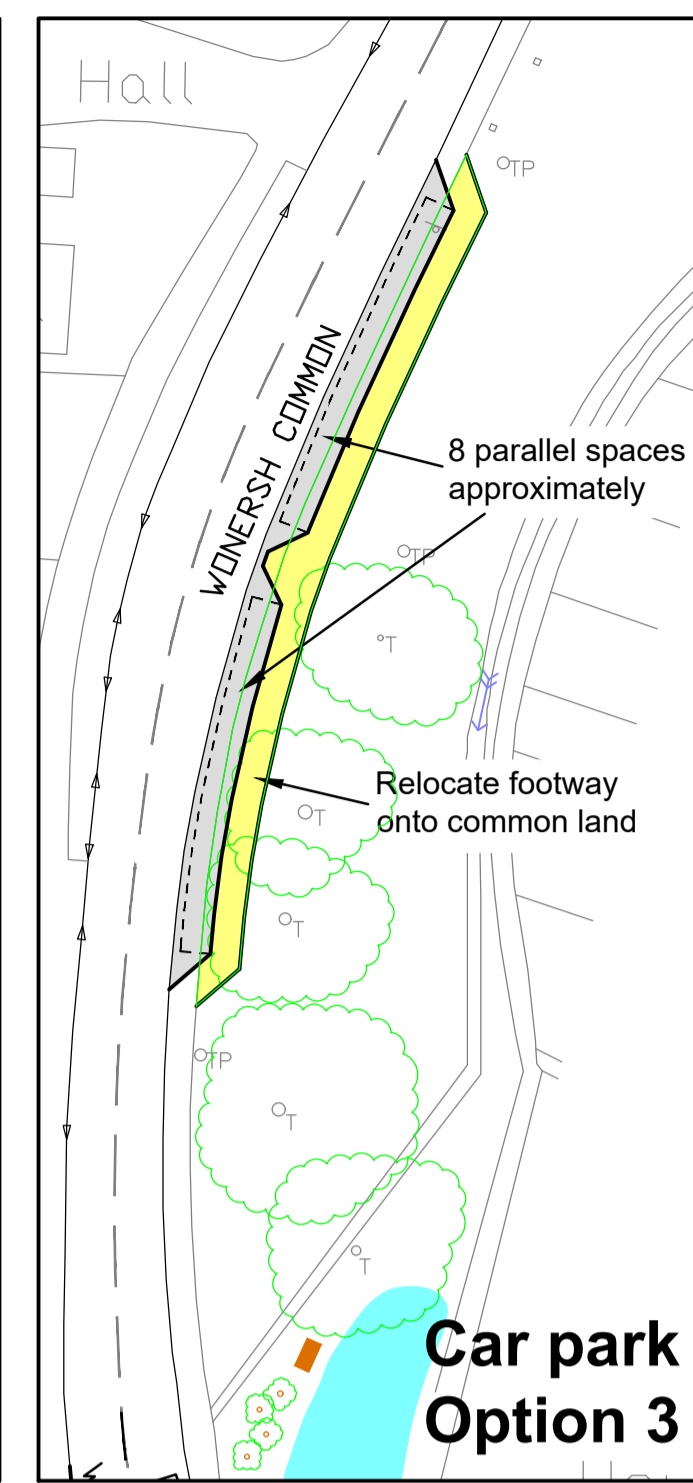 Hall
TP
WONERSH COMMON
8 parallel spaces
approximately
TP
T
Relocate footway
onto common land
T
T
TP
T
T
Car park
Option 3